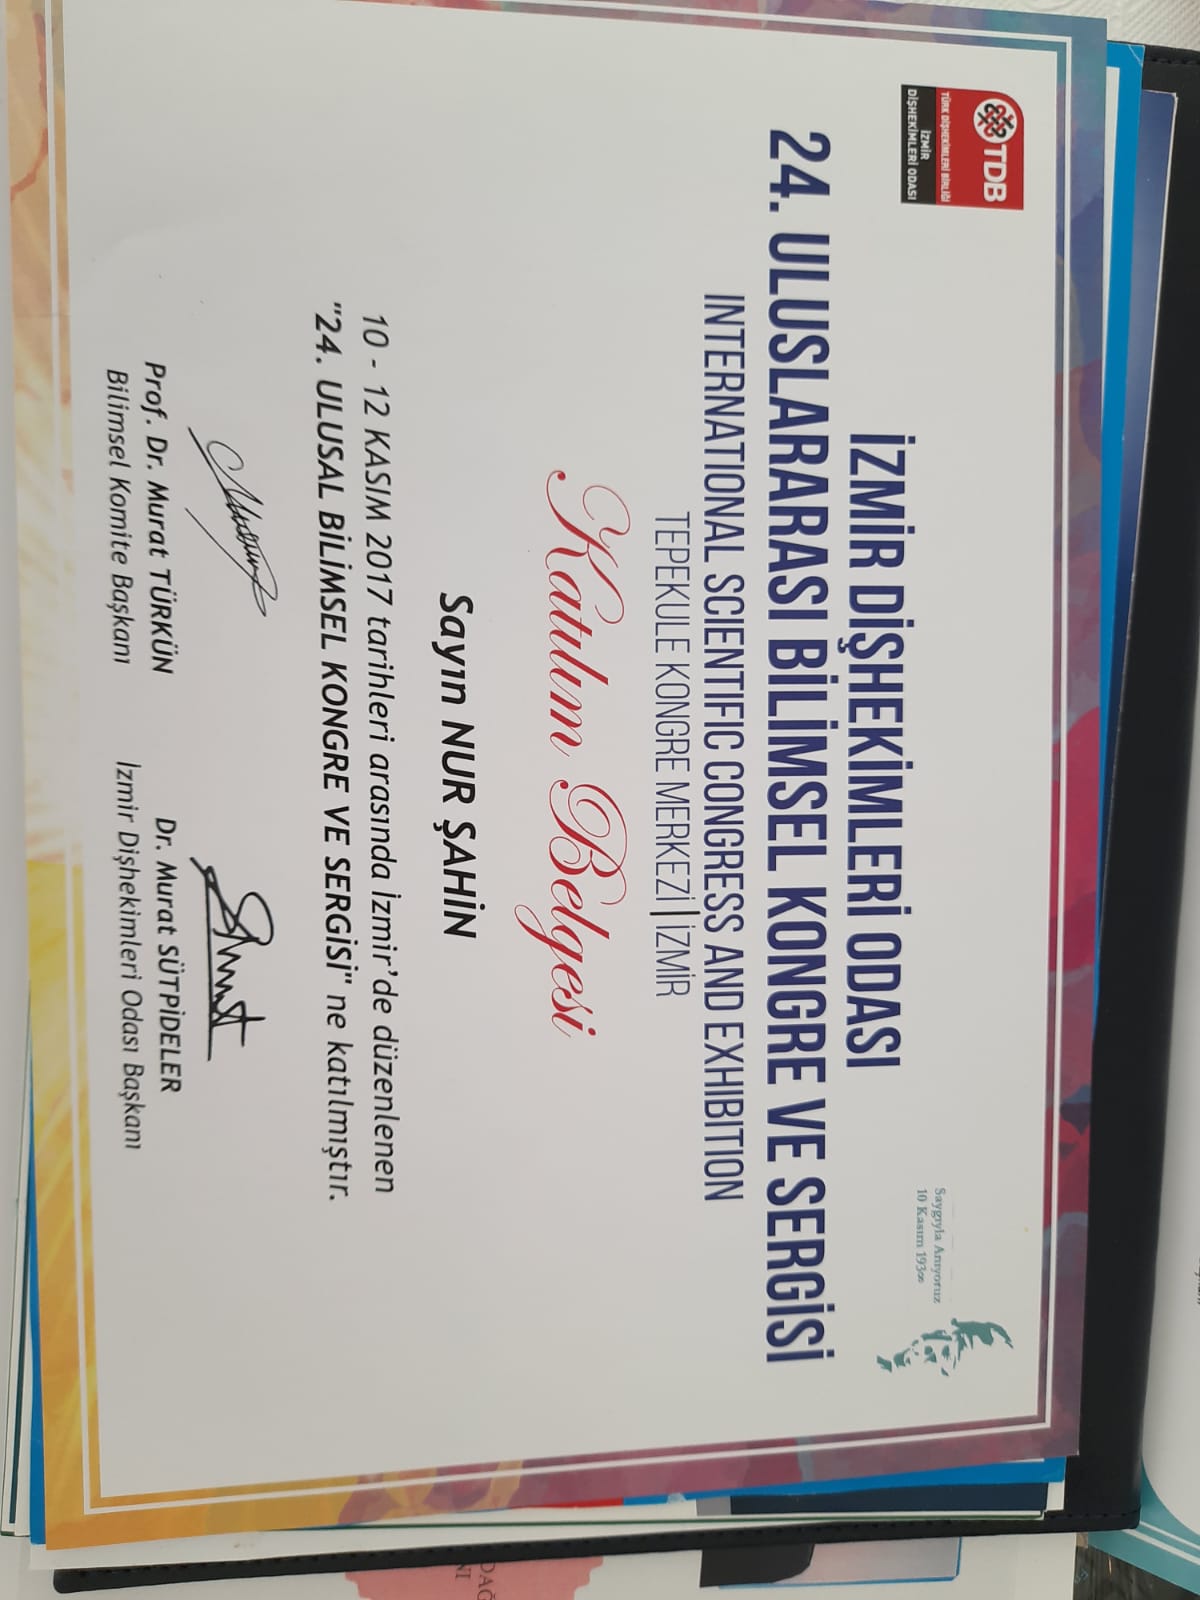 TDB
TÜRK DİŞHEKİMLERİ BİRLİĞİ
İZMİR
DİŞHEKİMLERİ ODASI
Saygıyla Anıyoruz
10 Kasım 193∞
İZMİR DİŞHEKİMLERİ ODASI
24. ULUSLARARASI BİLİMSEL KONGRE VE SERGİSİ
INTERNATIONAL SCIENTIFIC CONGRESS AND EXHIBITION
TEPEKULE KONGRE MERKEZİ | İZMİR
Katılım Belgesi
Sayın NUR ŞAHİN
10 - 12 KASIM 2017 tarihleri arasında İzmir'de düzenlenen
"24. ULUSAL BİLİMSEL KONGRE VE SERGİSİ" ne katılmıştır.
Prof. Dr. Murat TÜRKÜN
Bilimsel Komite Başkanı
Dr. Murat SÜTPİDELER
İzmir Dişhekimleri Odası Başkanı